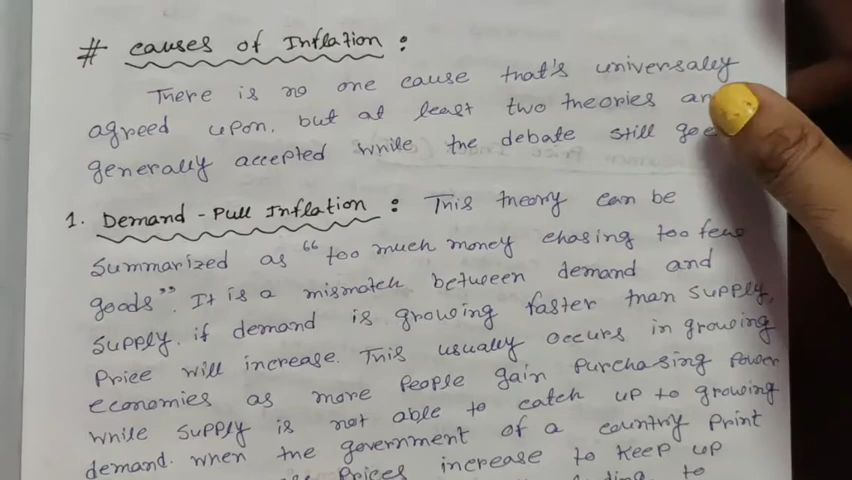 # Causes of Inflation :
There is no one cause that's universally
agreed upon, but at least two theories
generally accepted while the debate still
1. Demand - Pull Inflation : This theory can be
summarized as "too much money chasing too few
goods". It is a mismatch between demand and
supply. if demand is growing faster than supply,
Price will increase. This usually occurs in growing
economies as more people gain purchasing power
while supply is not able to catch up to growing
demand. when the government of a country print
Prices increase to keep up
to